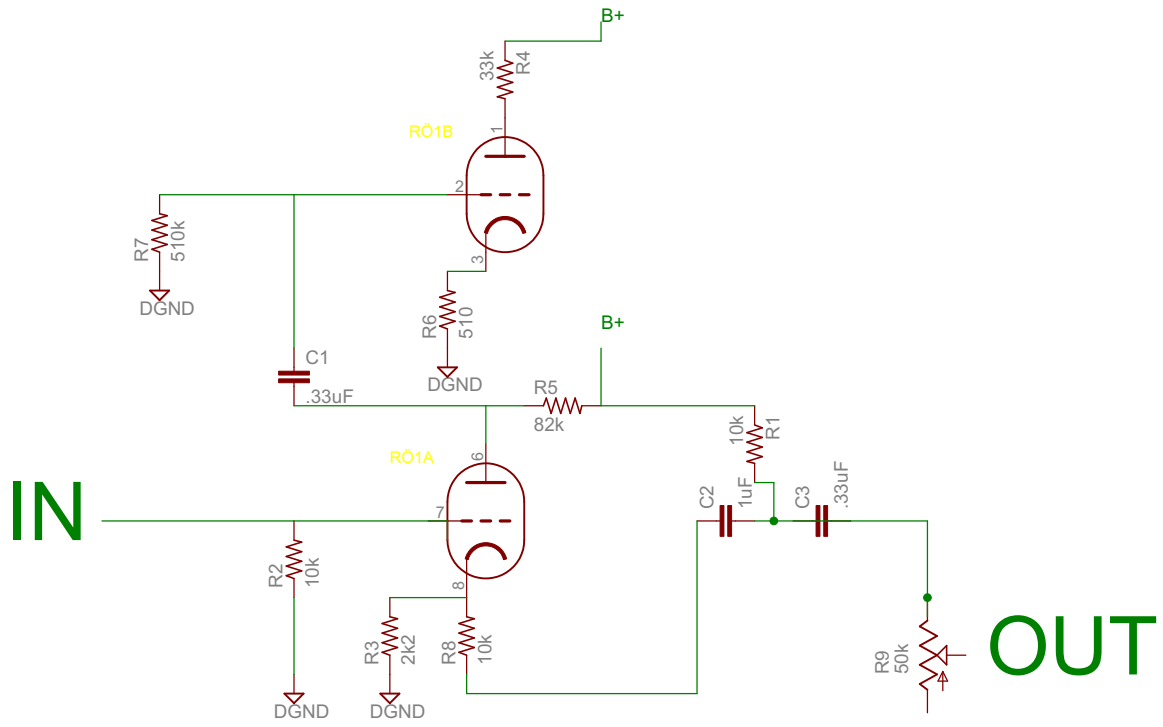 B+
33k
R4
RÖ1B
1
2
3
R7
510k
DGND
R6
510
DGND
B+
C1
.33uF
R5
82k
10k
R1
RÖ1A
6
7
8
IN
C2
1uF
C3
.33uF
R2
10k
R3
2k2
R8
10k
DGND
DGND
R9
50k
OUT